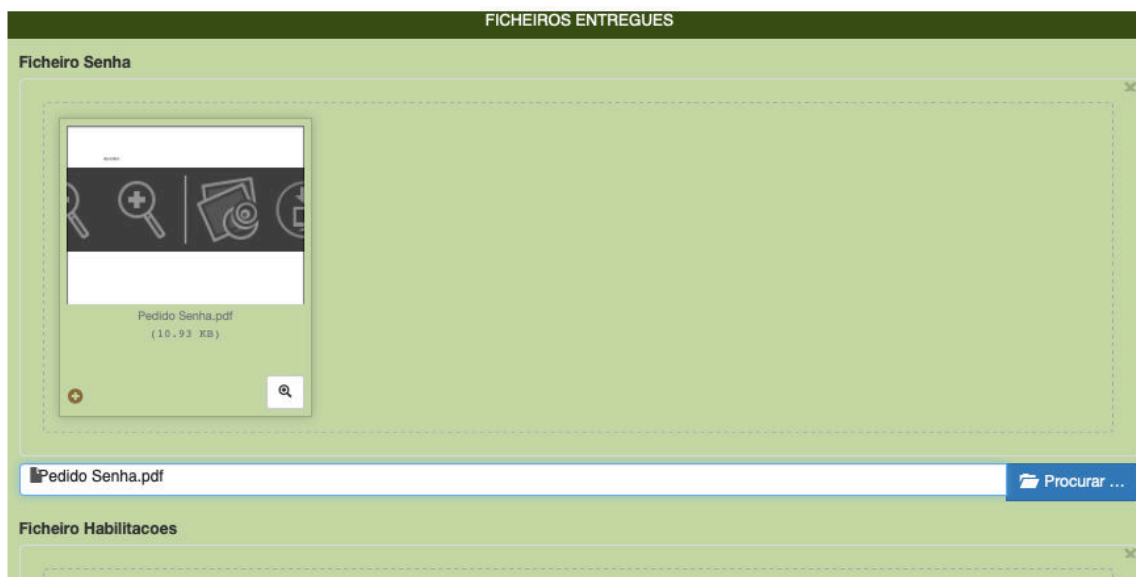 FICHEIROS ENTREGUES
Ficheiro Senha
Pedido Senha.pdf
(10.93 KB)
Pedido Senha.pdf
Procurar ...
Ficheiro Habilitacoes